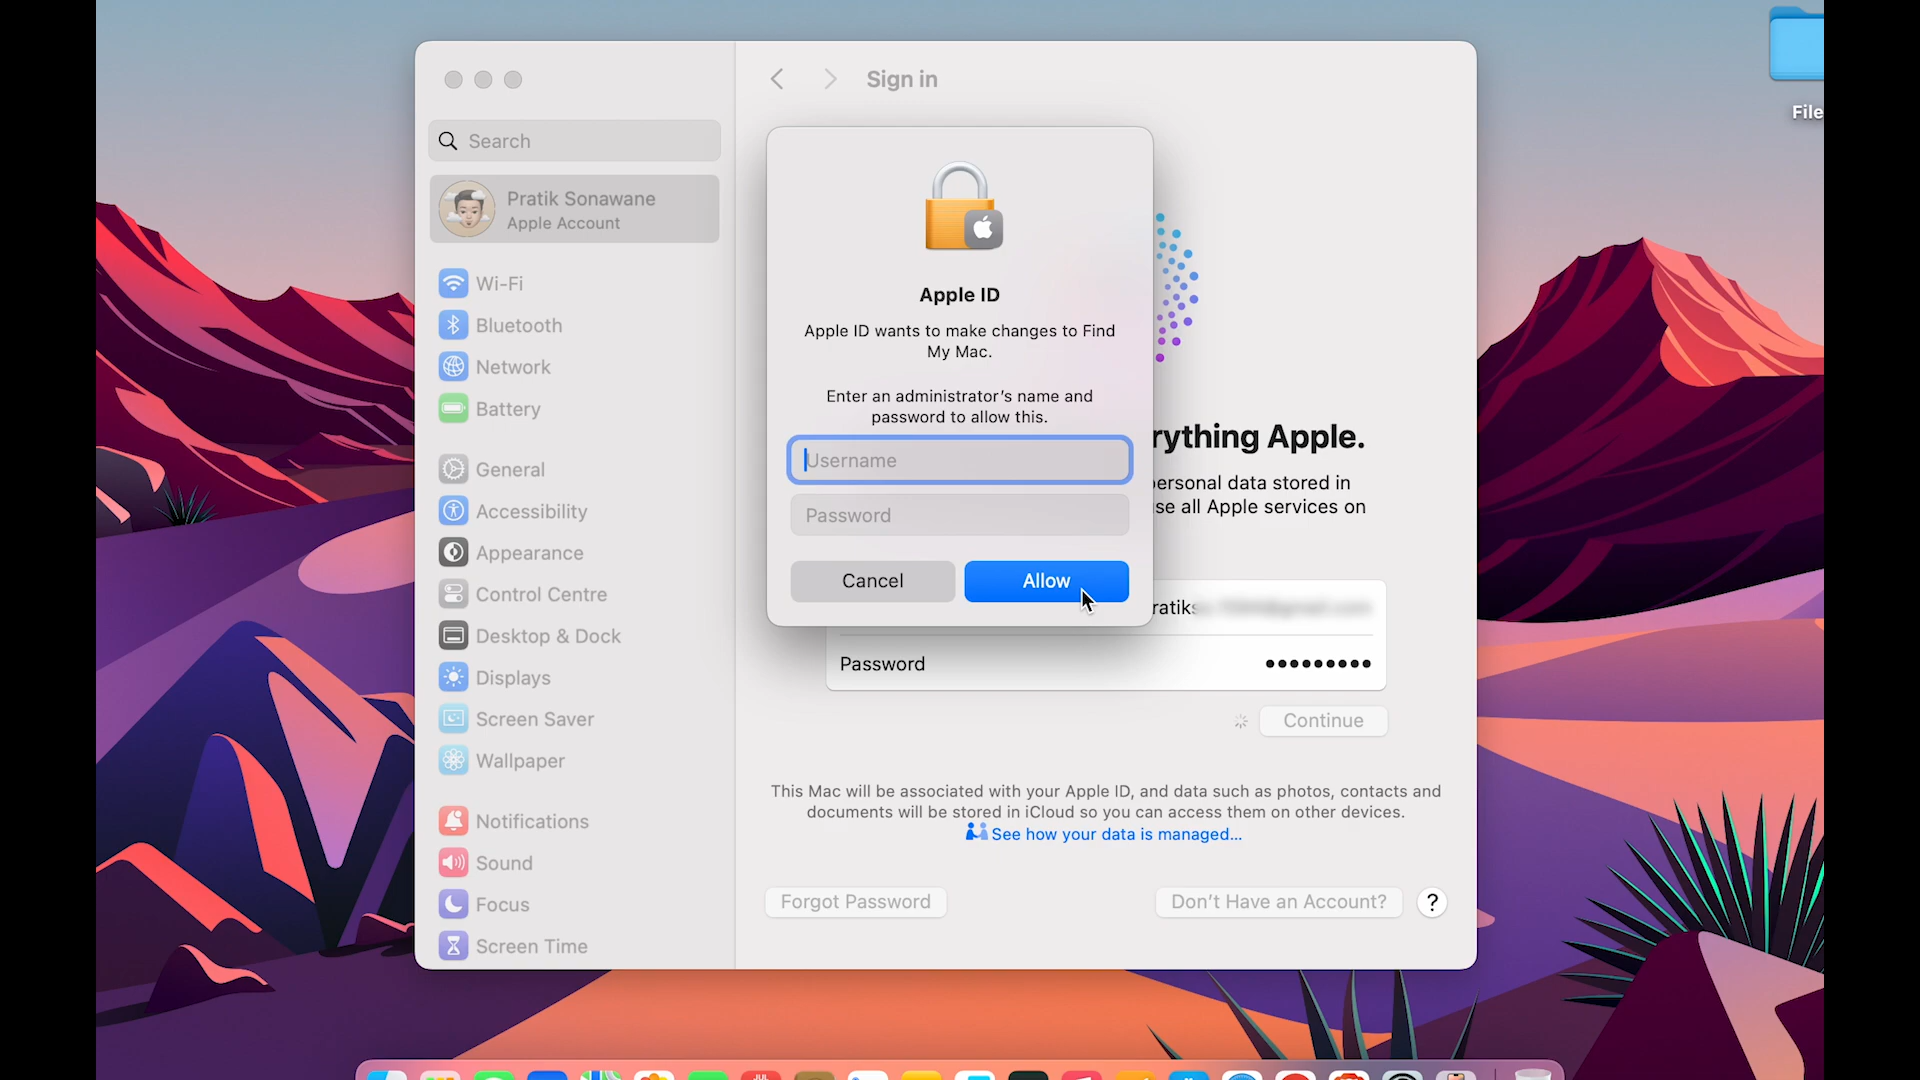 Sign in
File
Search
Pratik Sonawane
Apple Account
Wi-Fi
Bluetooth
Network
Battery
General
Accessibility
Appearance
Control Centre
Desktop & Dock
Displays
Screen Saver
Wallpaper
Notifications
Sound
Focus
Screen Time
Apple ID
Apple ID wants to make changes to Find
My Mac.
Enter an administrator's name and
password to allow this.
Username
Password
Cancel
Allow
rything Apple.
ersonal data stored in
se all Apple services on
ratiks
Password
Continue
This Mac will be associated with your Apple ID, and data such as photos, contacts and
documents will be stored in iCloud so you can access them on other devices.
See how your data is managed...
Forgot Password
Don't Have an Account?
?
JUL